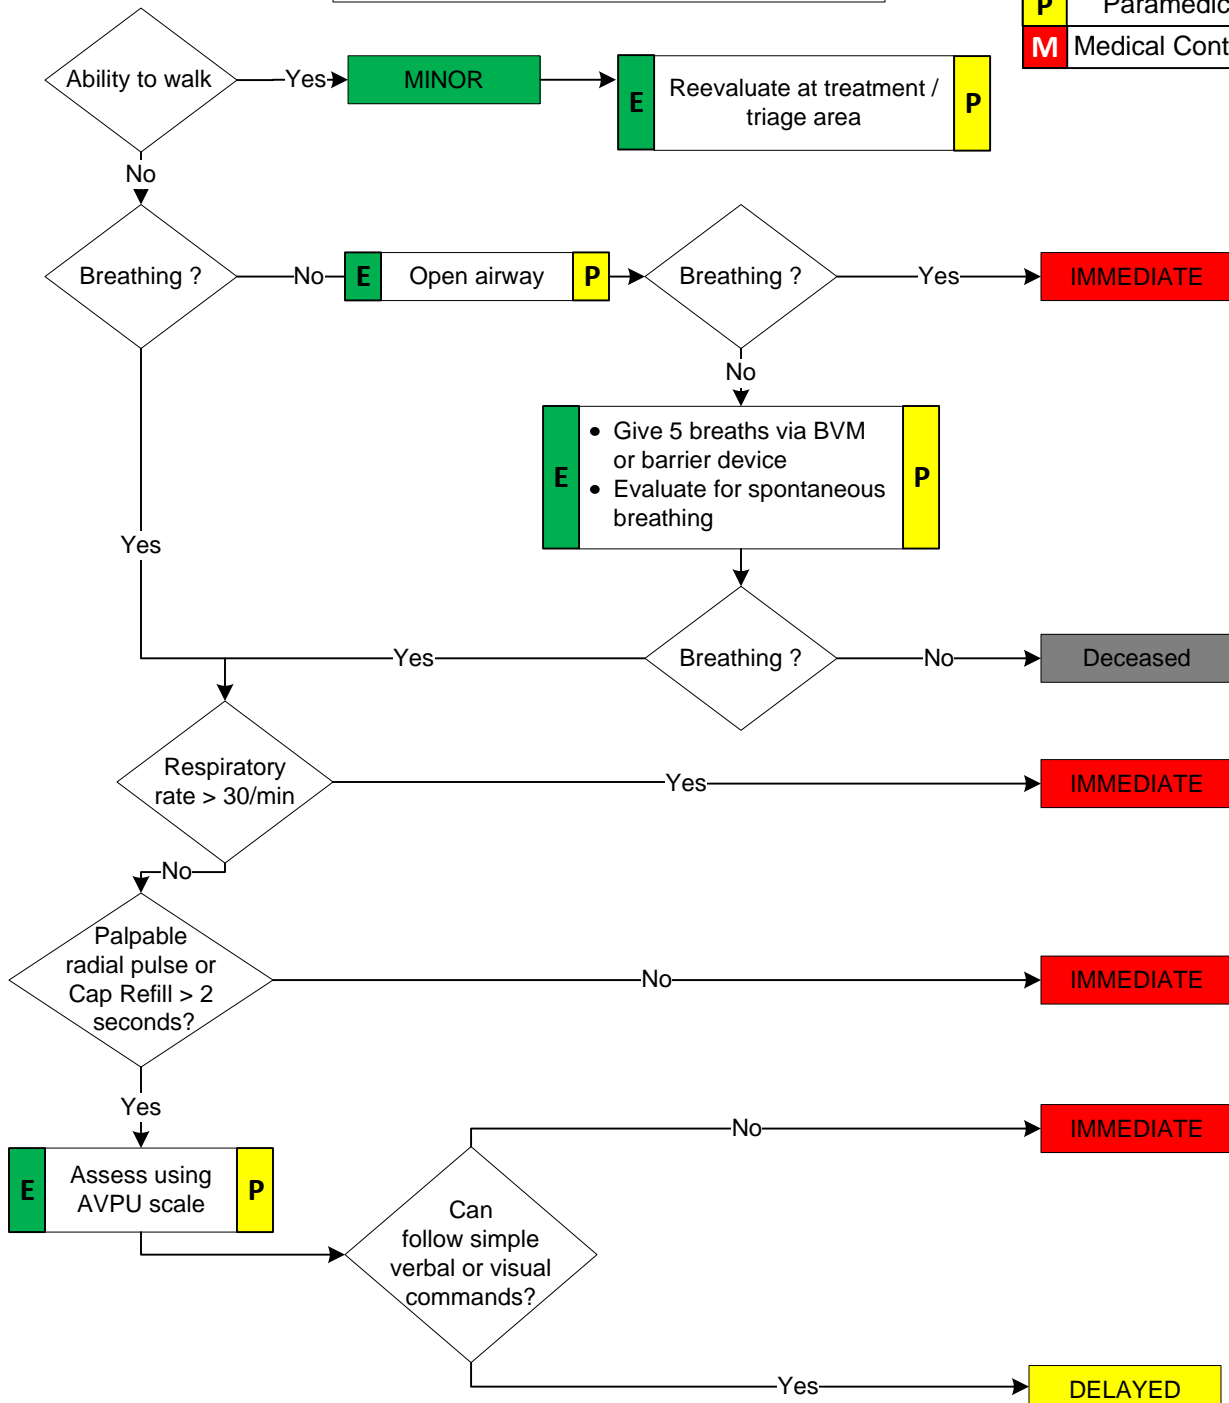 P Paramedic
M Medical Cont
Ability to walk
Yes
MINOR
E
Reevaluate at treatment /
triage area
P
No
Breathing ?
No
E
Open airway
P
Breathing ?
Yes
IMMEDIATE
No
E
• Give 5 breaths via BVM
or barrier device
• Evaluate for spontaneous
breathing
P
Yes
Yes
Breathing ?
No
Deceased
Respiratory
rate > 30/min
Yes
IMMEDIATE
No
Palpable
radial pulse or
Cap Refill > 2
seconds?
No
IMMEDIATE
Yes
E
Assess using
AVPU scale
P
No
IMMEDIATE
Can
follow simple
verbal or visual
commands?
Yes
DELAYED